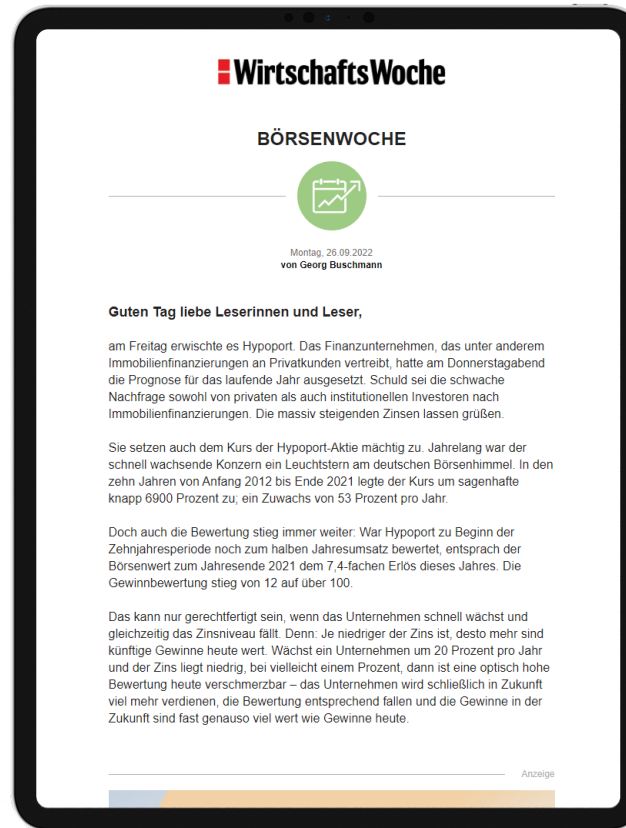 WirtschaftsWoche
BÖRSENWOCHE
Montag, 26.09.2022
von Georg Buschmann
Guten Tag liebe Leserinnen und Leser,
am Freitag erwischte es Hypoport. Das Finanzunternehmen, das unter anderem
Immobilienfinanzierungen an Privatkunden vertreibt, hatte am Donnerstagabend
die Prognose für das laufende Jahr ausgesetzt. Schuld sei die schwache
Nachfrage sowohl von privaten als auch institutionellen Investoren nach
Immobilienfinanzierungen. Die massiv steigenden Zinsen lassen grüßen.
Sie setzen auch dem Kurs der Hypoport-Aktie mächtig zu. Jahrelang war der
schnell wachsende Konzern ein Leuchtstern am deutschen Börsenhimmel. In den
zehn Jahren von Anfang 2012 bis Ende 2021 legte der Kurs um sagenhafte
knapp 6900 Prozent zu; ein Zuwachs von 53 Prozent pro Jahr.
Doch auch die Bewertung stieg immer weiter: War Hypoport zu Beginn der
Zehnjahresperiode noch zum halben Jahresumsatz bewertet, entsprach der
Börsenwert zum Jahresende 2021 dem 7,4-fachen Erlös dieses Jahres. Die
Gewinnbewertung stieg von 12 auf über 100.
Das kann nur gerechtfertigt sein, wenn das Unternehmen schnell wächst und
gleichzeitig das Zinsniveau fällt. Denn: Je niedriger der Zins ist, desto mehr sind
künftige Gewinne heute wert. Wächst ein Unternehmen um 20 Prozent pro Jahr
und der Zins liegt niedrig, bei vielleicht einem Prozent, dann ist eine optisch hohe
Bewertung heute verschmerzbar – das Unternehmen wird schließlich in Zukunft
viel mehr verdienen, die Bewertung entsprechend fallen und die Gewinne in der
Zukunft sind fast genauso viel wert wie Gewinne heute.
Anzeige